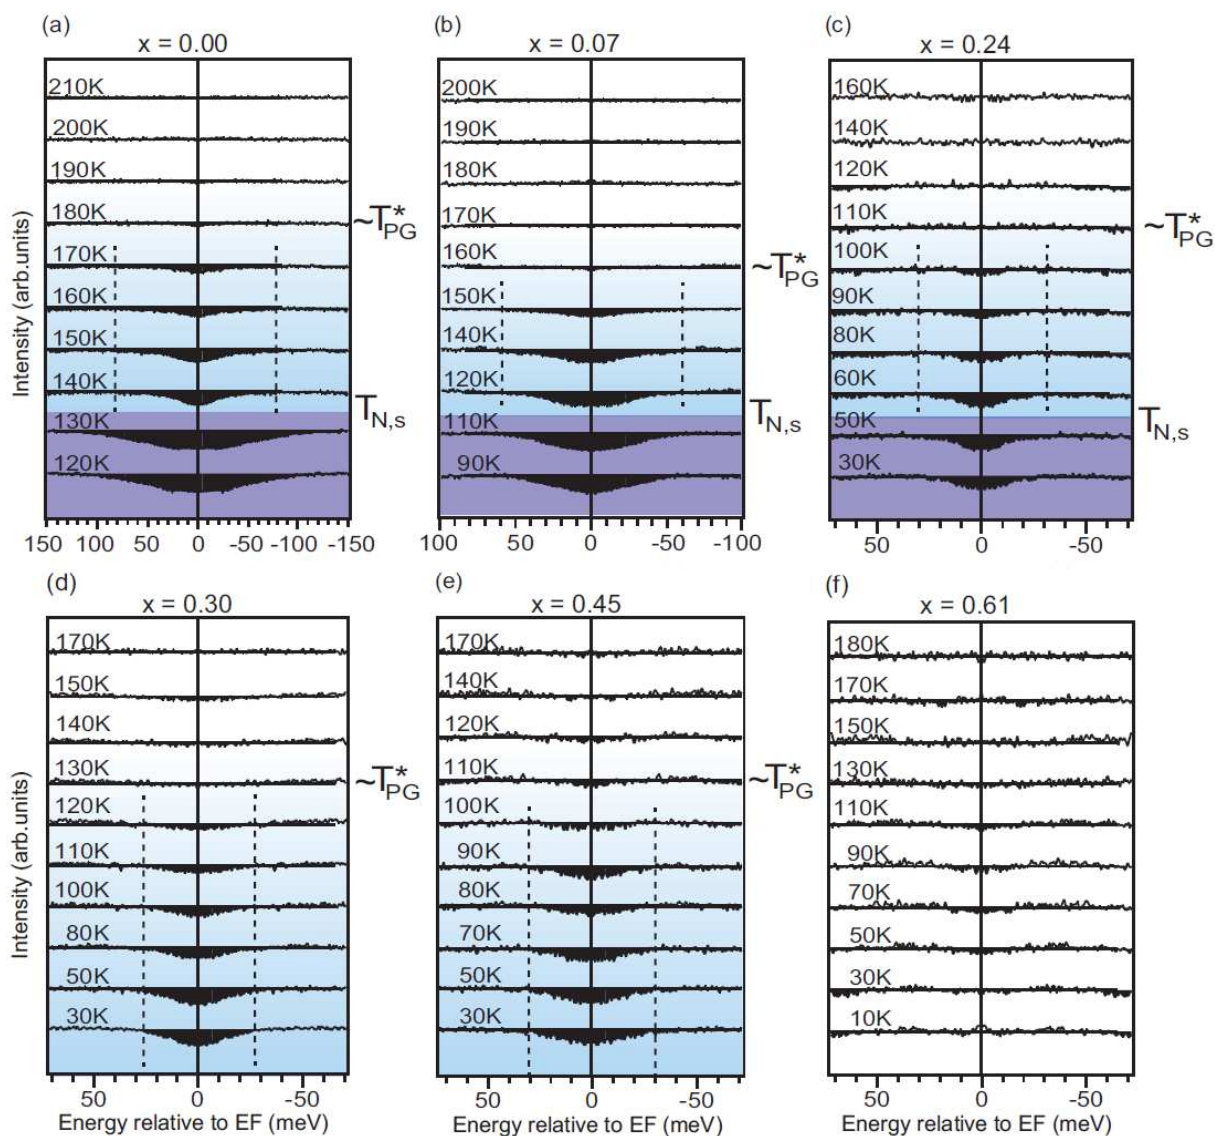 (a)
x = 0.00
210K
200K
190K
180K
170K
160K
150K
140K
130K
120K
~T*PG
TN,s
Intensity (arb.units)
150 100 50 0 -50 -100 -150
(b)
x = 0.07
200K
190K
180K
170K
160K
150K
140K
120K
110K
90K
~T*PG
TN,s
100 50 0 -50 -100
(c)
x = 0.24
160K
140K
120K
110K
100K
90K
80K
60K
50K
30K
~T*PG
TN,s
50 0 -50
(d)
x = 0.30
170K
150K
140K
130K
120K
110K
100K
80K
50K
30K
~T*PG
Intensity (arb.units)
50 0 -50
Energy relative to EF (meV)
(e)
x = 0.45
170K
140K
120K
110K
100K
90K
80K
70K
50K
30K
~T*PG
50 0 -50
Energy relative to EF (meV)
(f)
x = 0.61
180K
170K
150K
130K
110K
90K
70K
50K
30K
10K
50 0 -50
Energy relative to EF (meV)